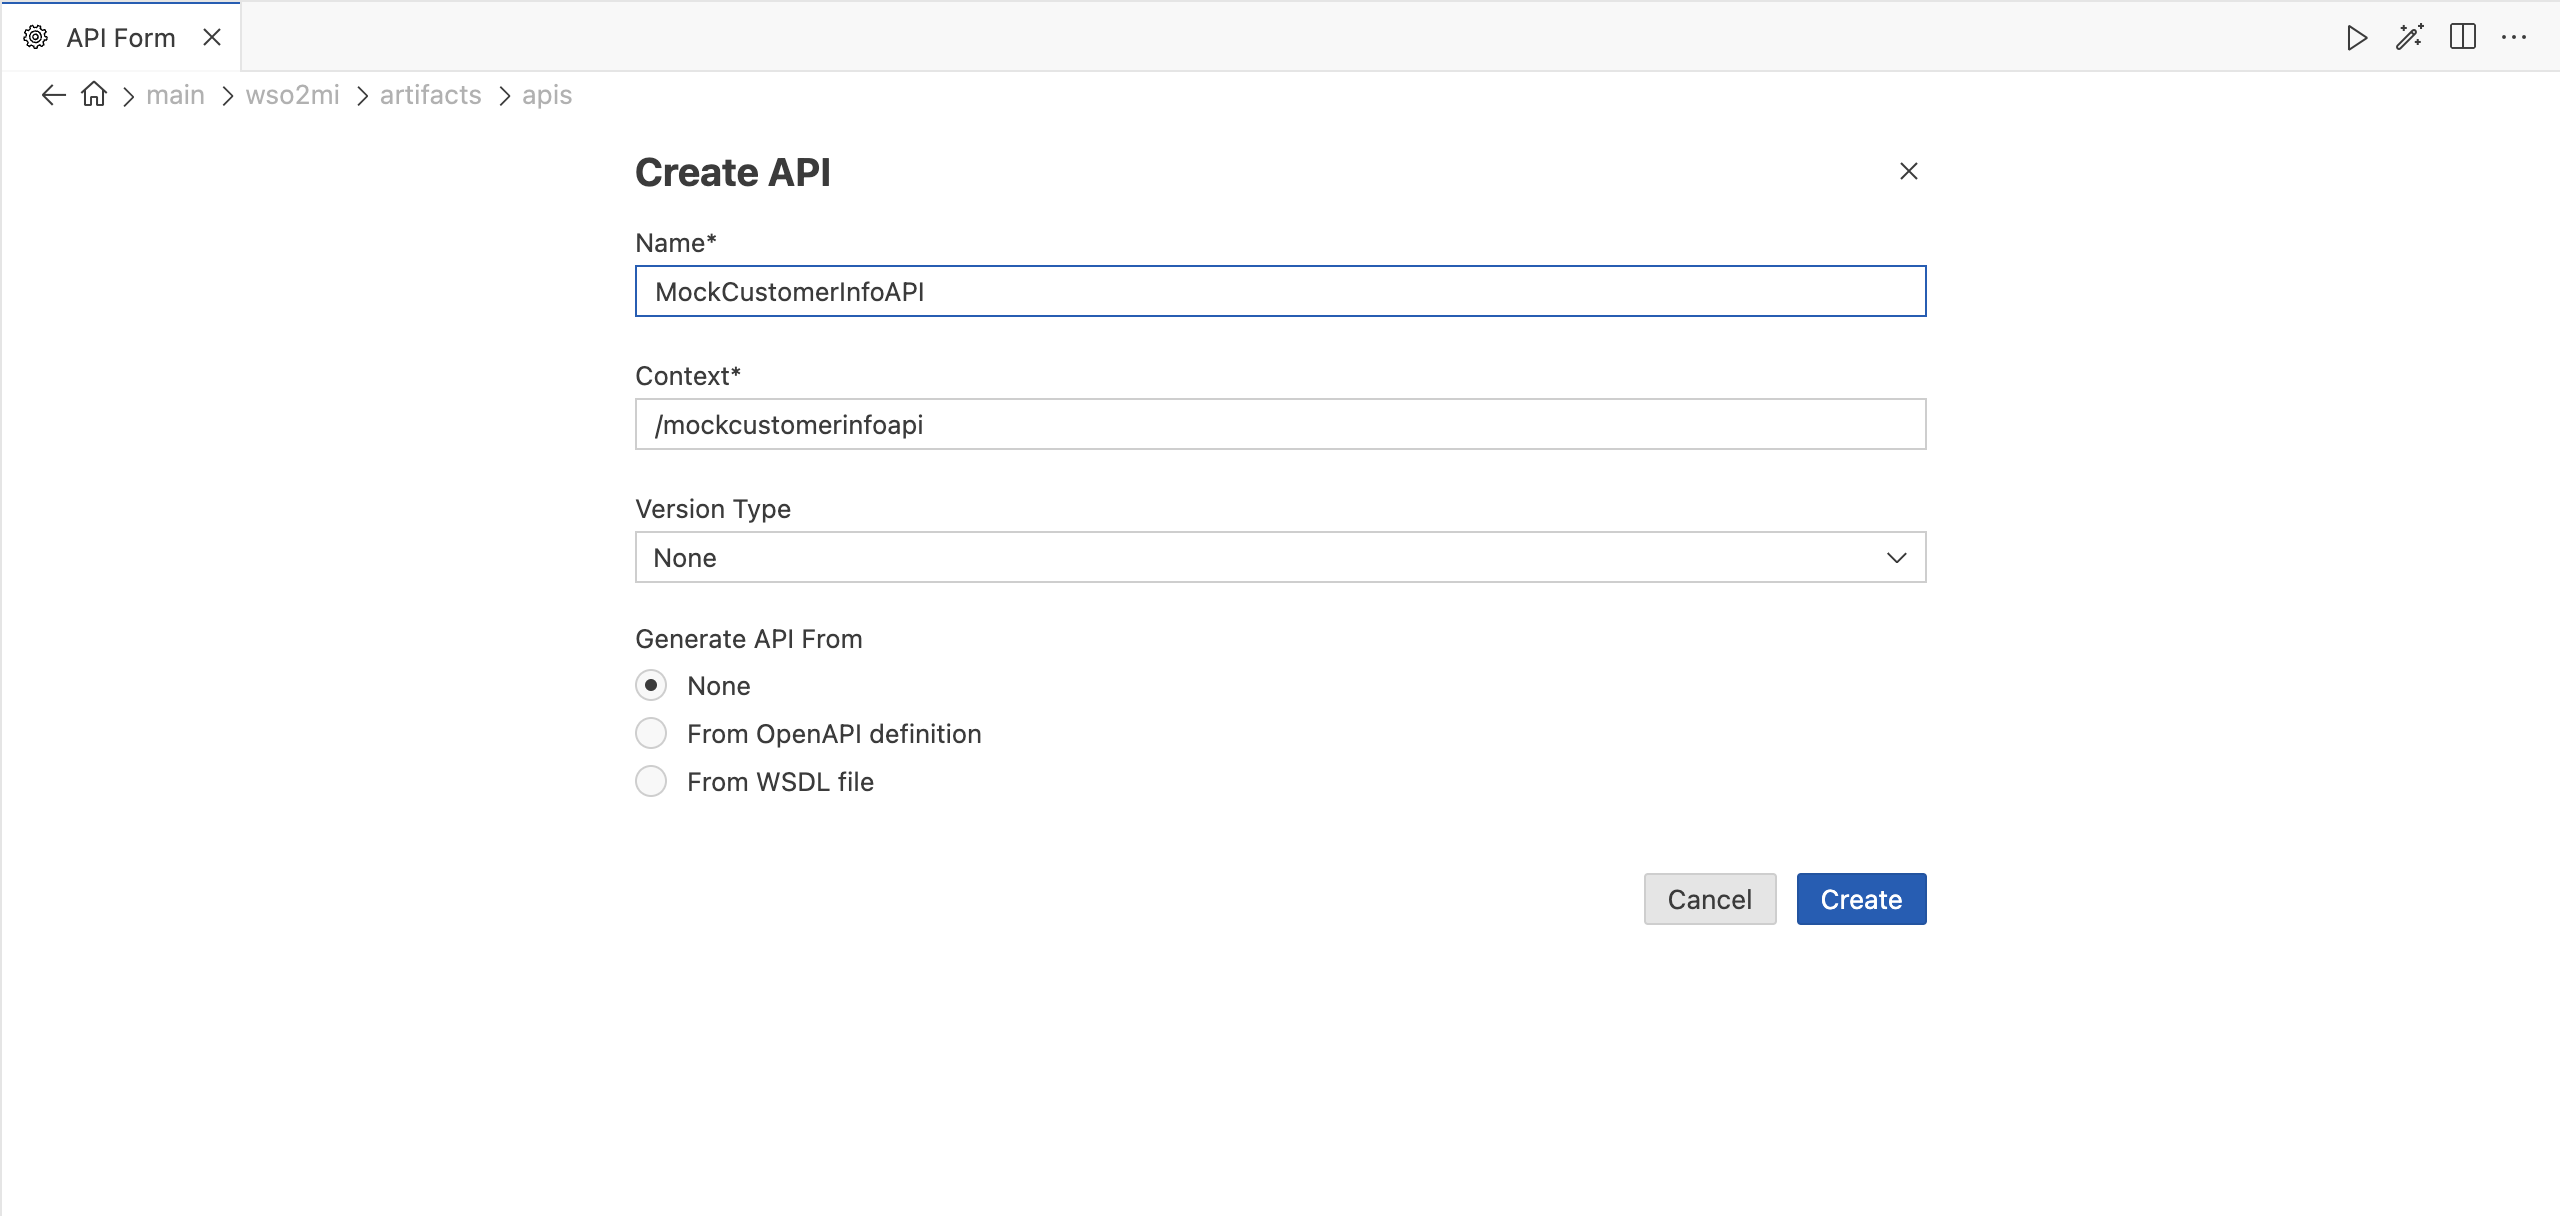 API Form
main wso2mi artifacts apis
Create API
Name*
MockCustomerInfoAPI
Context*
/mockcustomerinfoapi
Version Type
None
Generate API From
None
From OpenAPI definition
From WSDL file
Cancel Create